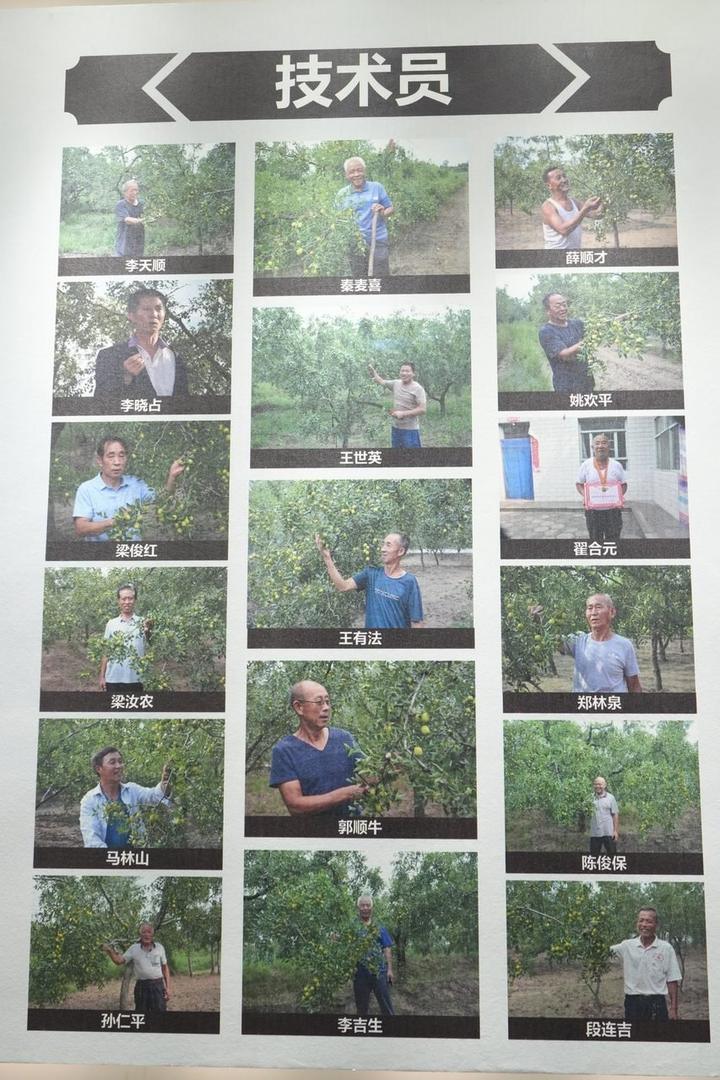 技术员
李天顺
秦麦喜
薛顺才
李晓占
王世英
姚欢平
梁俊红
王有法
翟合元
梁汝农
郭顺牛
郑林泉
马林山
李吉生
陈俊保
孙仁平
段连吉